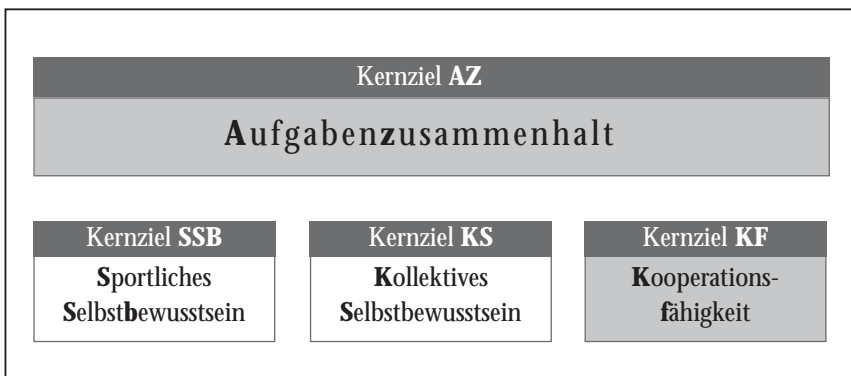 Kernziel AZ
Aufgabenzusammenhalt
Kernziel SSB
Sportliches
Selbstbewusstsein
Kernziel KS
Kollektives
Selbstbewusstsein
Kernziel KF
Kooperations-
fähigkeit